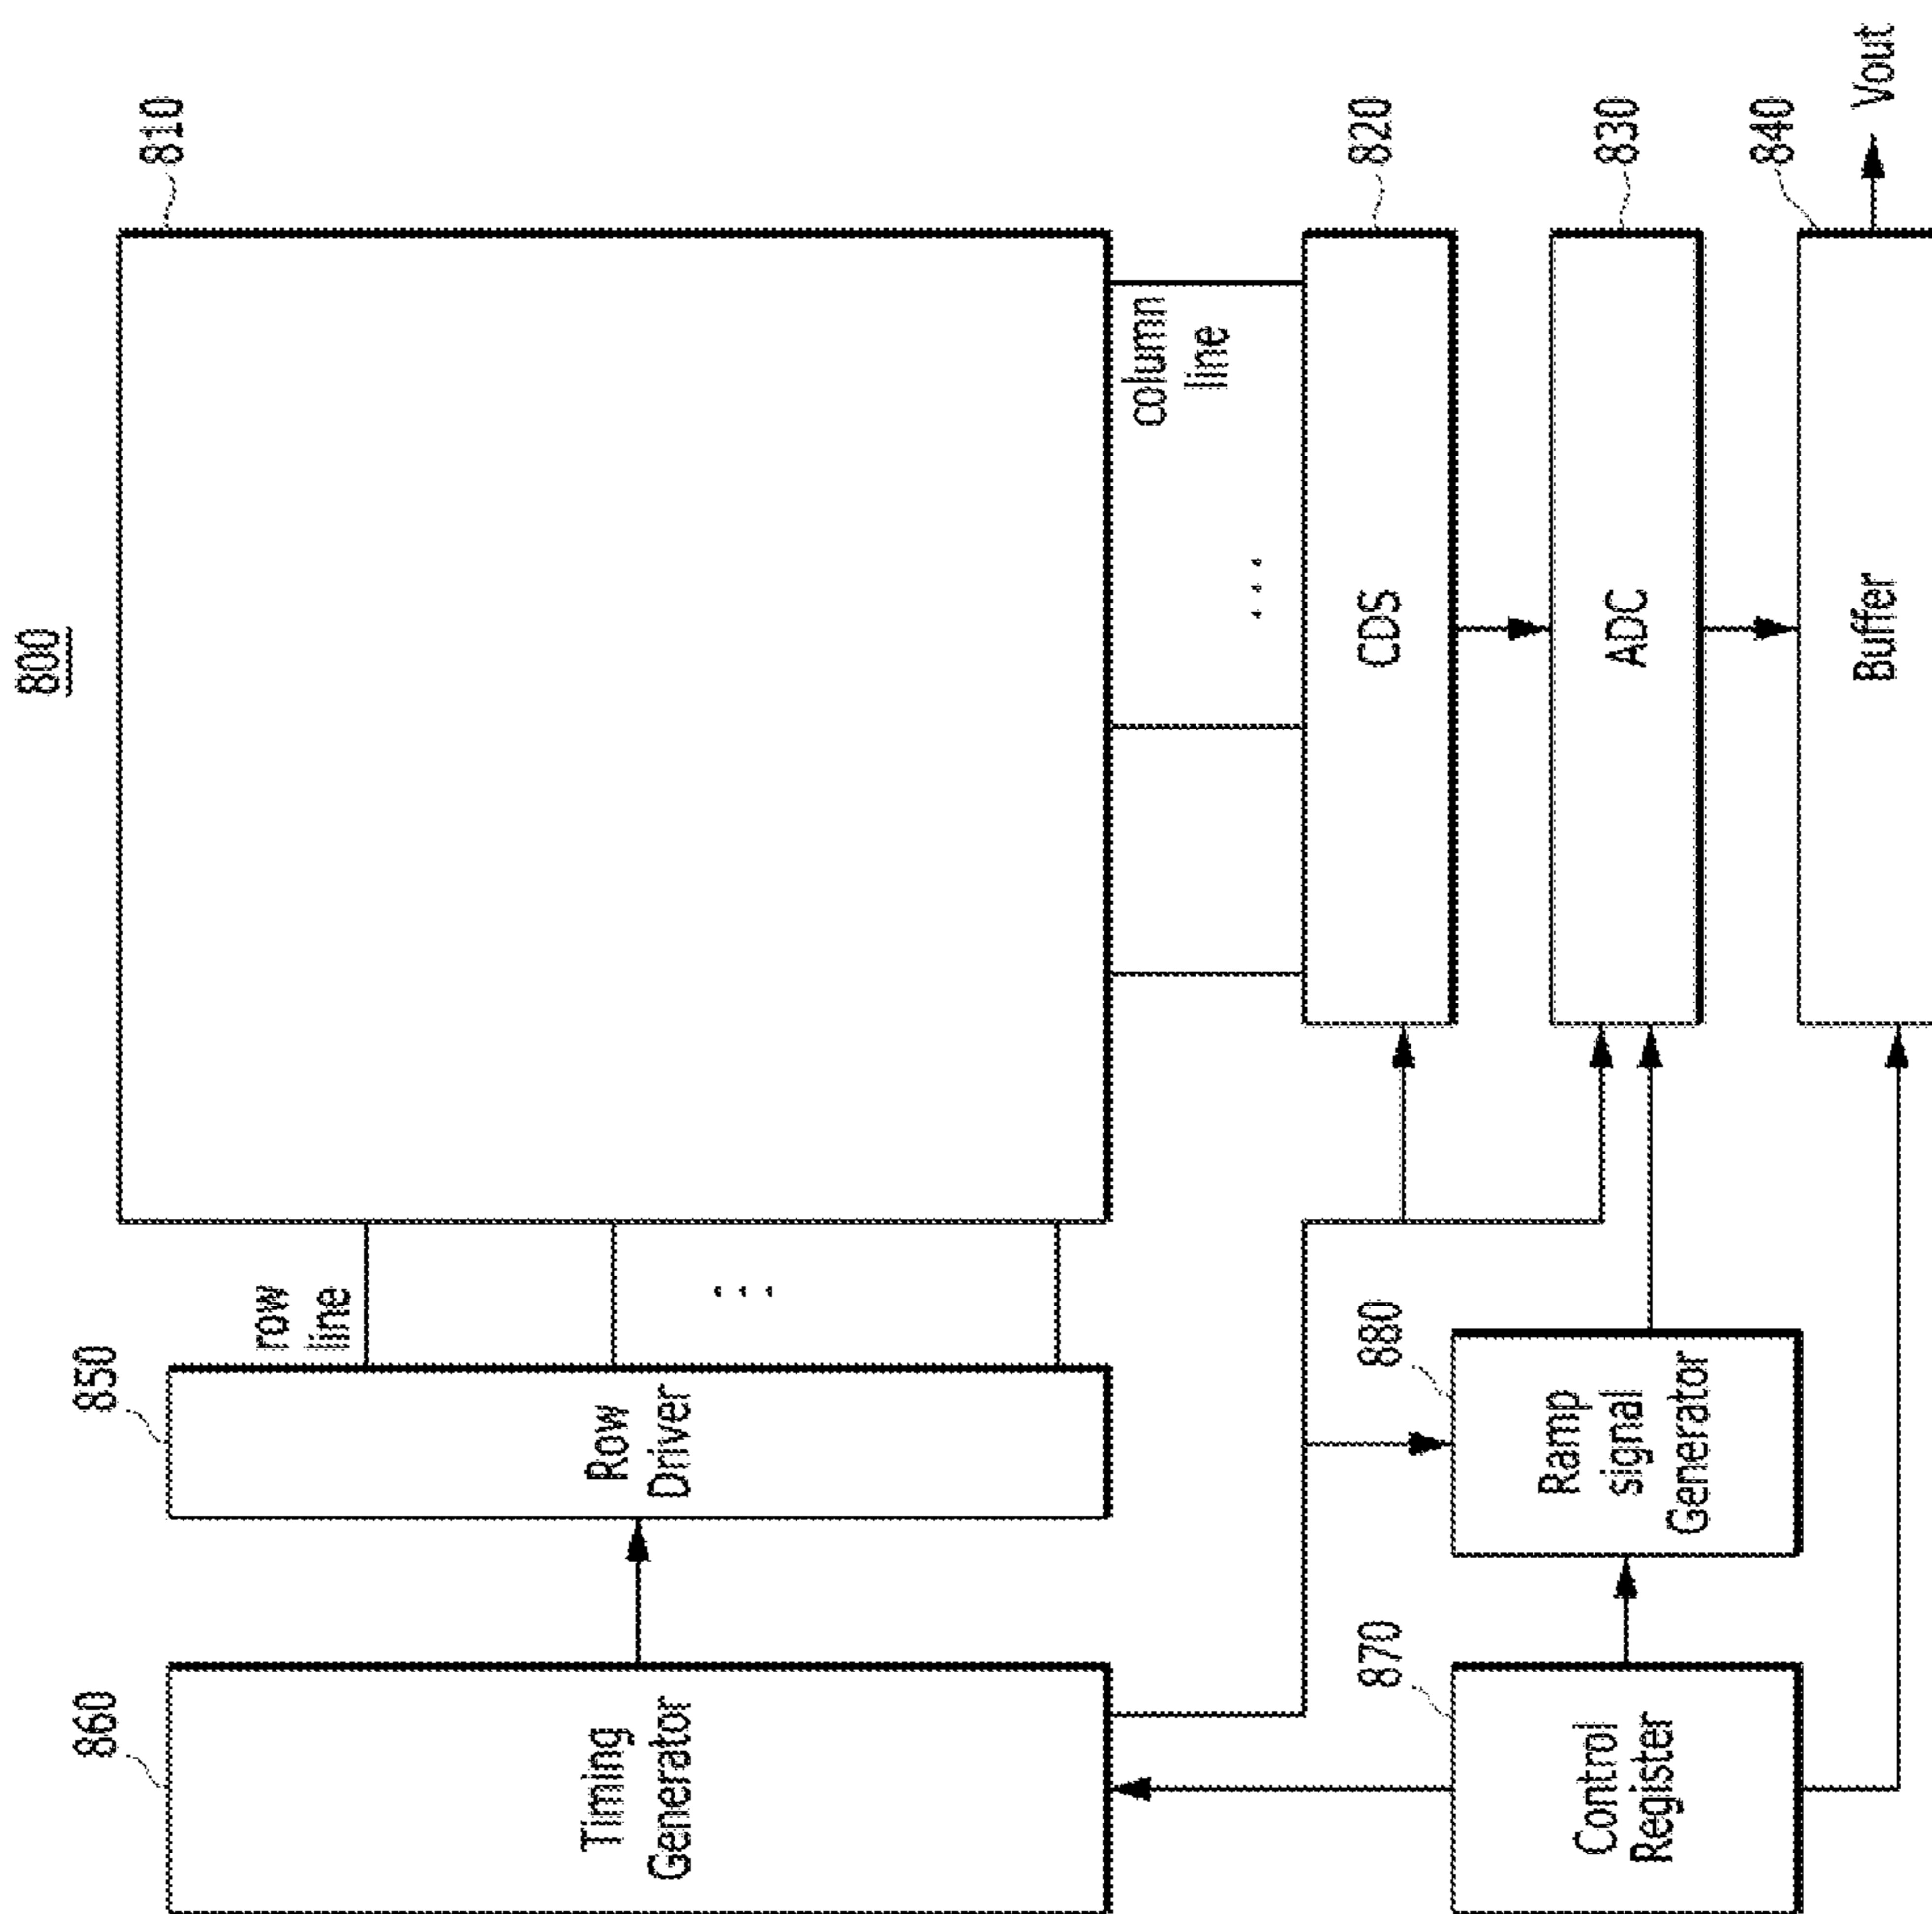 800
860
850
810
Timing
Generator
Row
Driver
row
line
. . .
column
line
. . .
870
880
820
Control
Register
Ramp
signal
Generator
CDS
830
ADC
840
Buffer
Vout